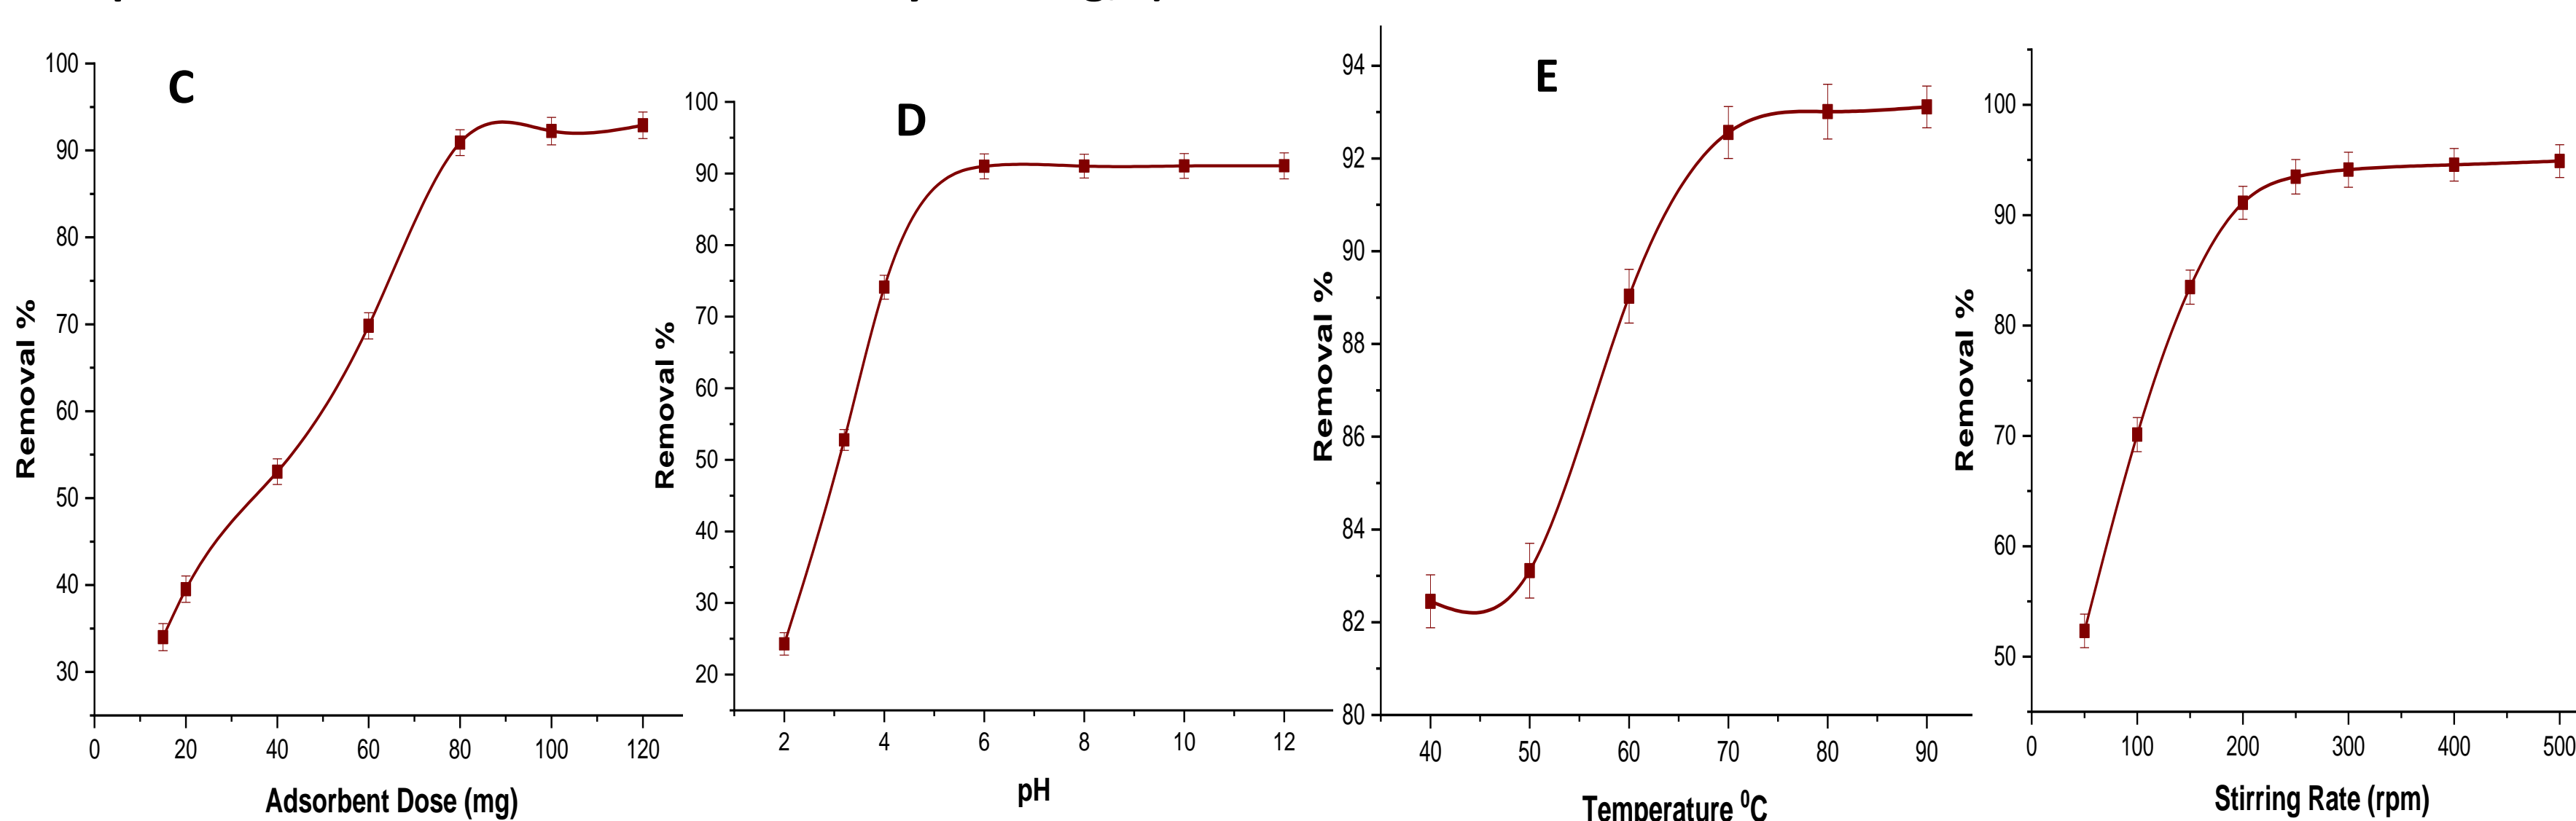 C
100
90
80
70
60
50
40
30
Removal %
0 20 40 60 80 100 120
Adsorbent Dose (mg)
D
100
90
80
70
60
50
40
30
20
Removal %
2 4 6 8 10 12
pH
E
94
92
90
88
86
84
82
80
Removal %
40 50 60 70 80 90
Temperature ⁰C
100
90
80
70
60
50
Removal %
0 100 200 300 400 500
Stirring Rate (rpm)